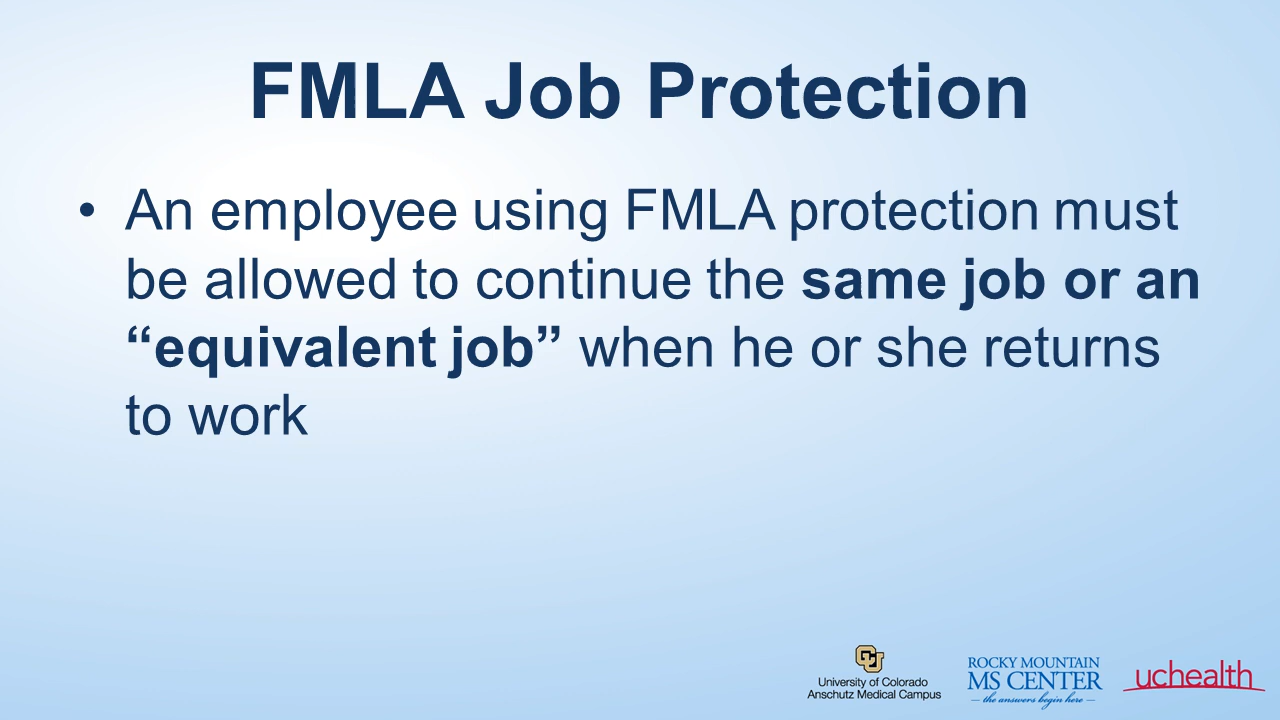 FMLA Job Protection
• An employee using FMLA protection must
be allowed to continue the same job or an
“equivalent job” when he or she returns
to work
CU
University of Colorado
Anschutz Medical Campus
ROCKY MOUNTAIN
MS CENTER
— the answers begin here —
uchealth